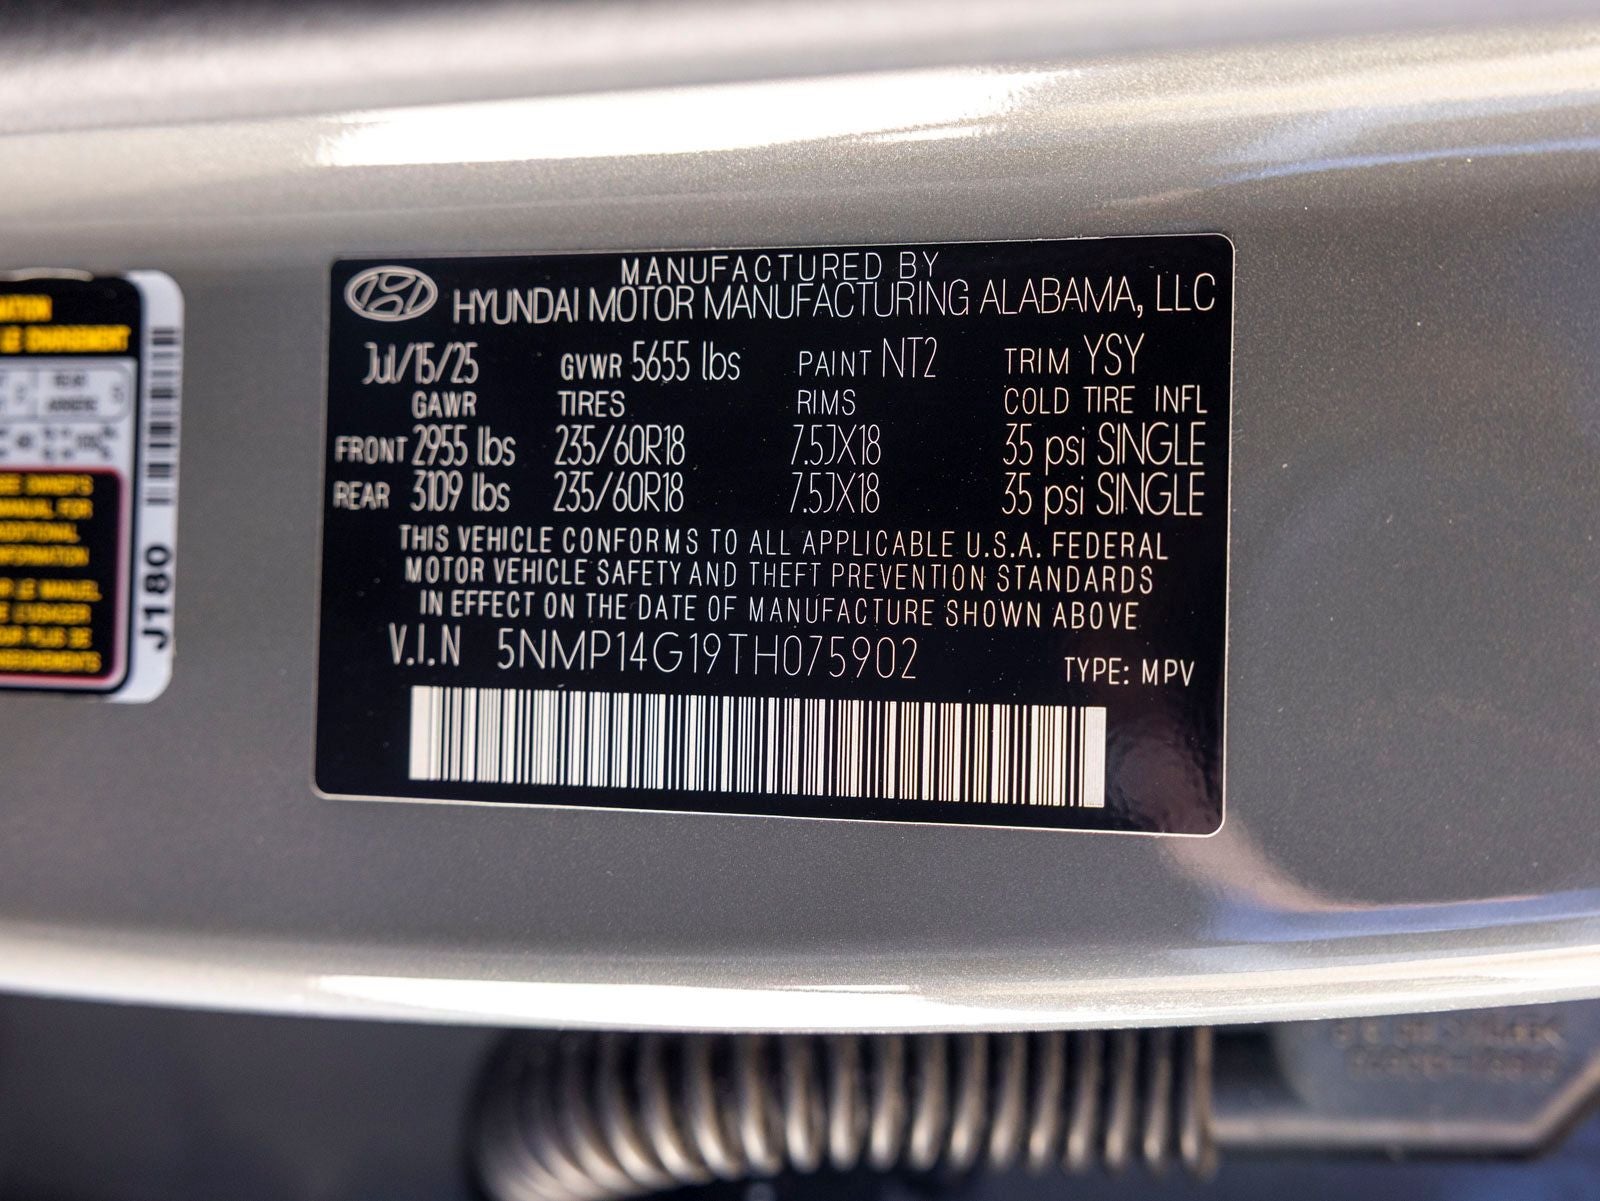 MANUFACTURED BY
HYUNDAI MOTOR MANUFACTURING ALABAMA, LLC
Jul/15/25 GVWR 5655 lbs PAINT NT2 TRIM YSY
GAWR TIRES RIMS COLD TIRE INFL
FRONT 2955 lbs 235/60R18 7.5JX18 35 psi SINGLE
REAR 3109 lbs 235/60R18 7.5JX18 35 psi SINGLE
THIS VEHICLE CONFORMS TO ALL APPLICABLE U.S.A. FEDERAL
MOTOR VEHICLE SAFETY AND THEFT PREVENTION STANDARDS
IN EFFECT ON THE DATE OF MANUFACTURE SHOWN ABOVE
V.I.N 5NMP14G19TH075902
TYPE: MPV
J180